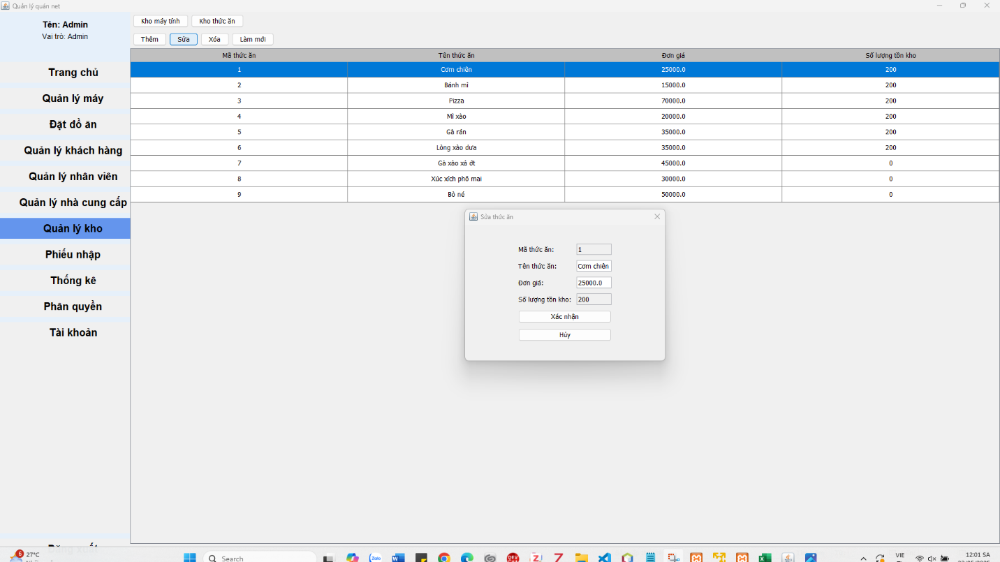 Quản lý quán net
Tên: Admin
Vai trò: Admin
Trang chủ
Quản lý máy
Đặt đồ ăn
Quản lý khách hàng
Quản lý nhân viên
Quản lý nhà cung cấp
Quản lý kho
Phiếu nhập
Thống kê
Phân quyền
Tài khoản
Kho máy tính Kho thức ăn
Thêm Sửa Xóa Làm mới
Mã thức ăn Tên thức ăn Đơn giá Số lượng tồn kho
1 Cơm chiên 25000.0 200
2 Bánh mì 15000.0 200
3 Pizza 70000.0 200
4 Mì xào 20000.0 200
5 Gà rán 35000.0 200
6 Lòng xào dưa 35000.0 200
7 Gà xào xả ớt 45000.0 0
8 Xúc xích phô mai 30000.0 0
9 Bò né 50000.0 0
Sửa thức ăn
Mã thức ăn: 1
Tên thức ăn: Cơm chiên
Đơn giá: 25000.0
Số lượng tồn kho: 200
Xác nhận
Hủy
6 27°C
Search
Zalo
DEV
VIE
12:01 SA